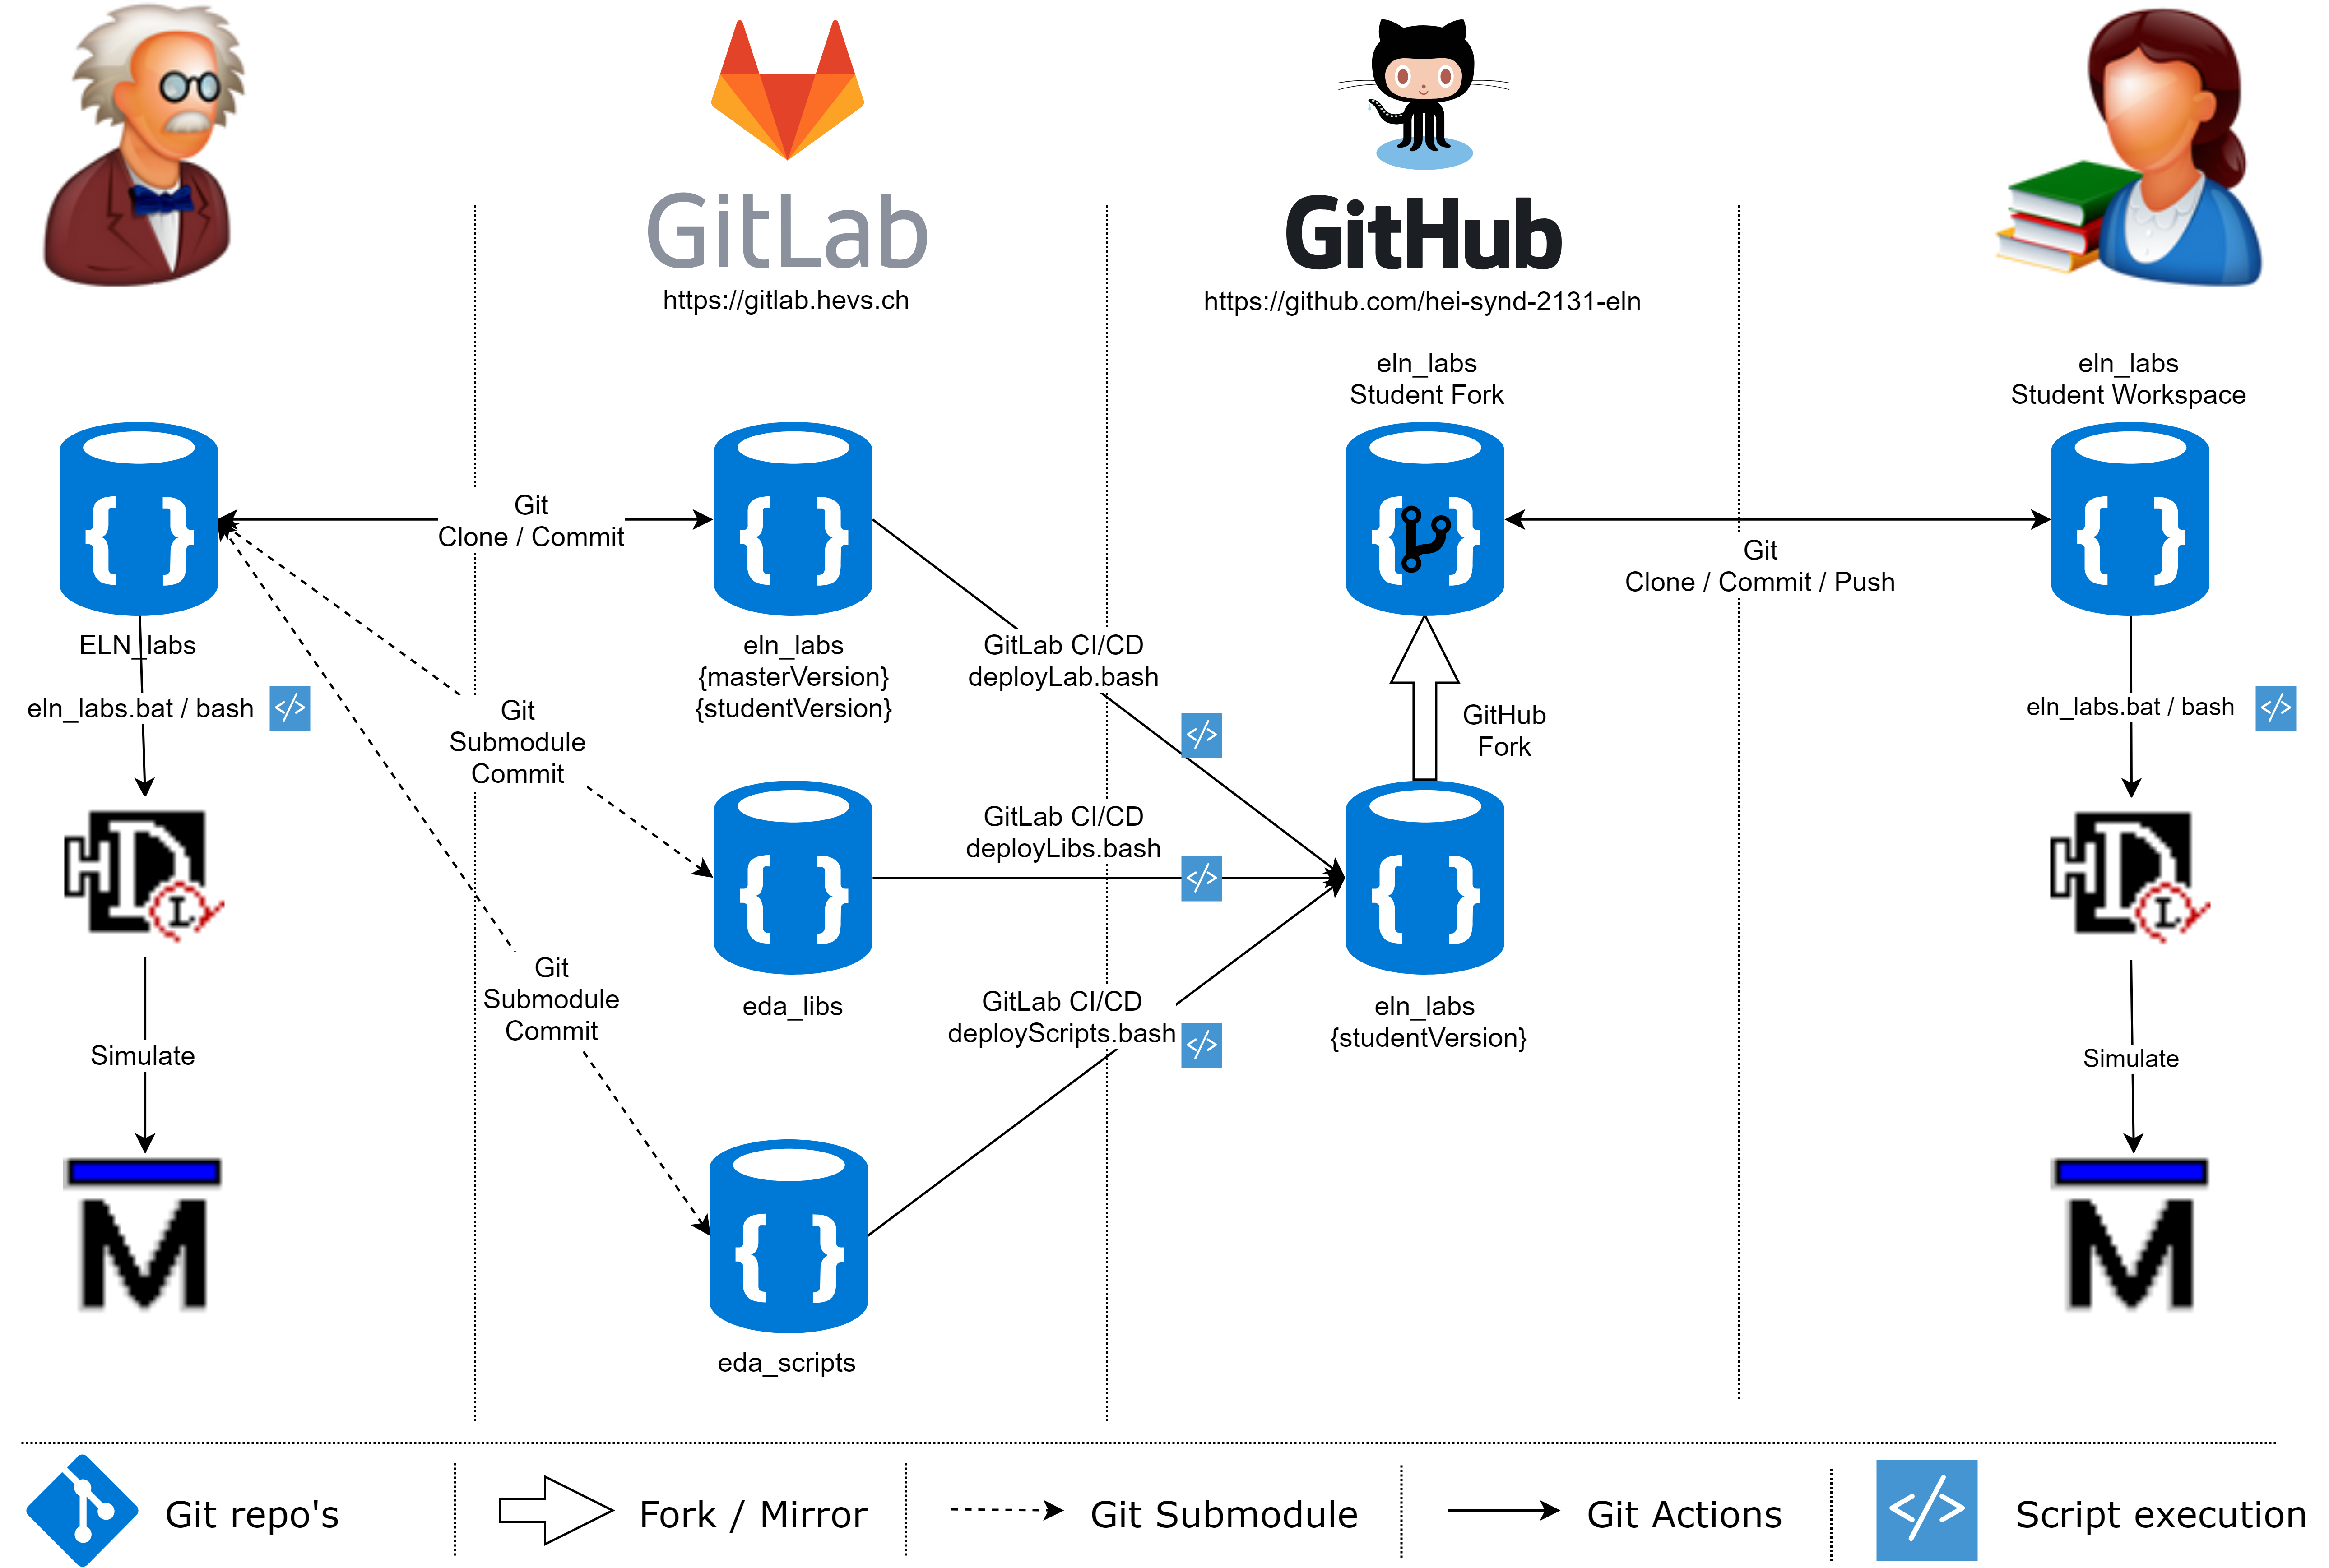 GitLab
https://gitlab.hevs.ch
GitHub
https://github.com/hei-synd-2131-eln
eln_labs
Student Fork
eln_labs
Student Workspace
Git
Clone / Commit
Git
Clone / Commit / Push
ELN_labs
eln_labs
{masterVersion}
{studentVersion}
GitLab CI/CD
deployLab.bash
eln_labs.bat / bash
</>
Git
Submodule
Commit
</>
GitHub
Fork
eln_labs.bat / bash
</>
GitLab CI/CD
deployLibs.bash
</>
HDL
HDL
Git
Submodule
Commit
eda_libs
GitLab CI/CD
deployScripts.bash
</>
eln_labs
{studentVersion}
Simulate
Simulate
M
M
eda_scripts
Git repo's
Fork / Mirror
Git Submodule
Git Actions
</>
Script execution